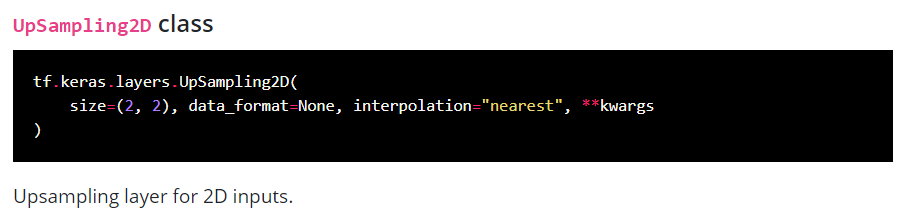 UpSampling2D class
tf.keras.layers.UpSampling2D(
    size=(2, 2), data_format=None, interpolation="nearest", **kwargs
)
Upsampling layer for 2D inputs.